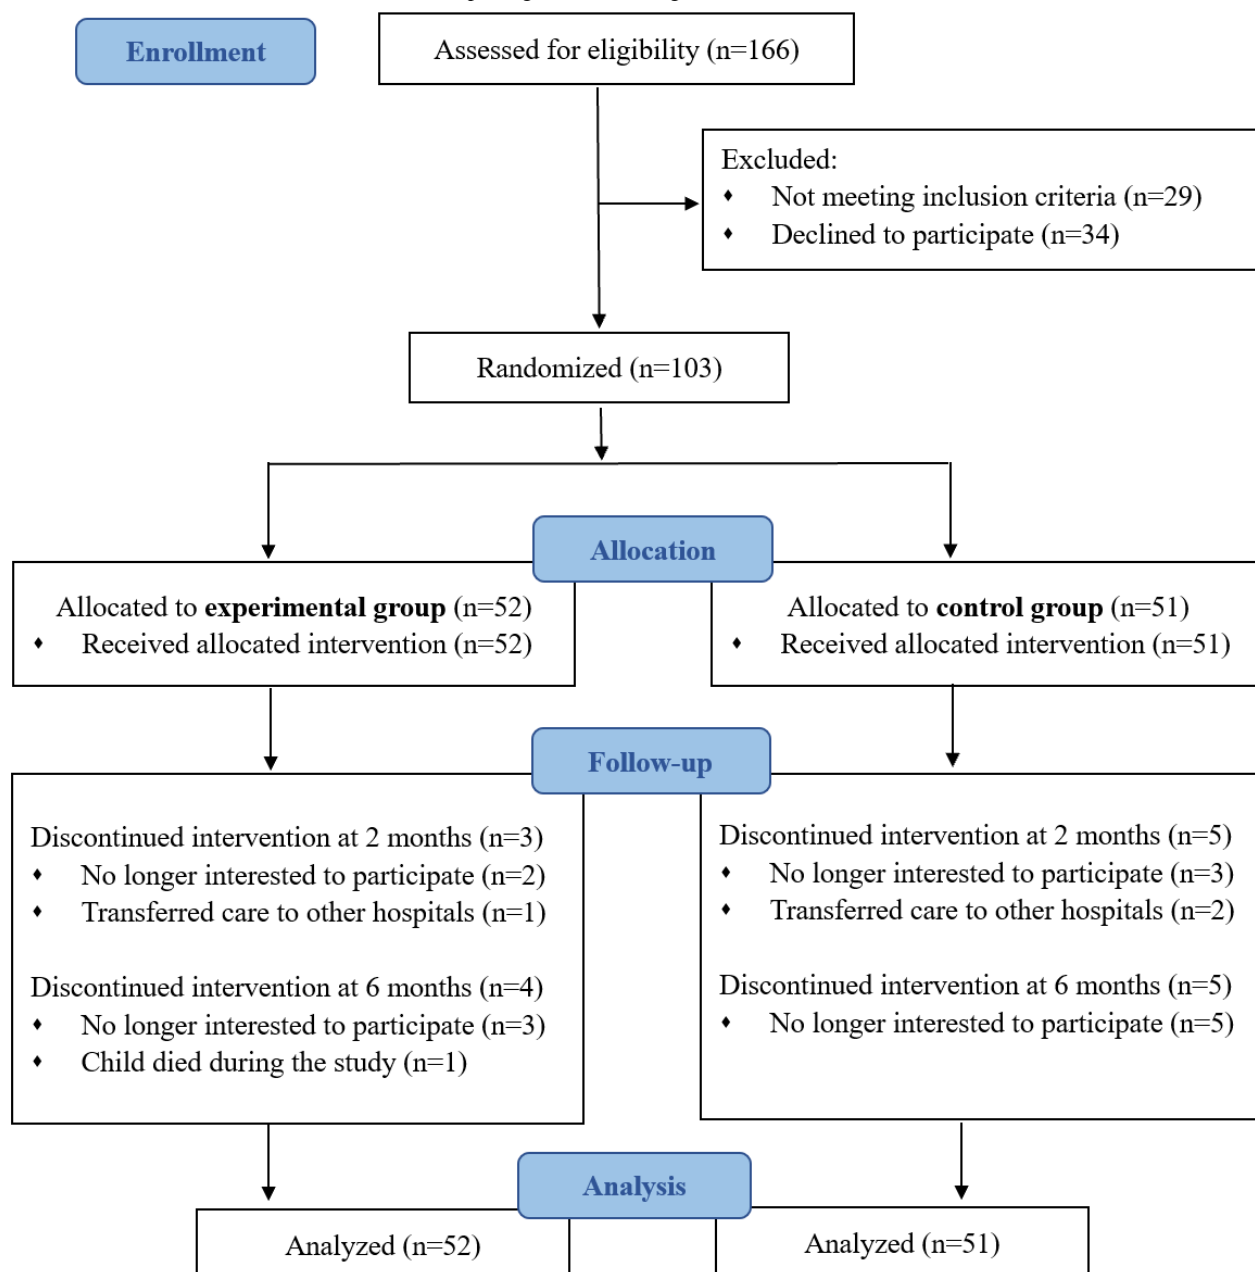 Enrollment
Assessed for eligibility (n=166)
Excluded:
♦ Not meeting inclusion criteria (n=29)
♦ Declined to participate (n=34)
Randomized (n=103)
Allocation
Allocated to experimental group (n=52)
♦ Received allocated intervention (n=52)
Allocated to control group (n=51)
♦ Received allocated intervention (n=51)
Follow-up
Discontinued intervention at 2 months (n=3)
♦ No longer interested to participate (n=2)
♦ Transferred care to other hospitals (n=1)
Discontinued intervention at 6 months (n=4)
♦ No longer interested to participate (n=3)
♦ Child died during the study (n=1)
Discontinued intervention at 2 months (n=5)
♦ No longer interested to participate (n=3)
♦ Transferred care to other hospitals (n=2)
Discontinued intervention at 6 months (n=5)
♦ No longer interested to participate (n=5)
Analysis
Analyzed (n=52)
Analyzed (n=51)